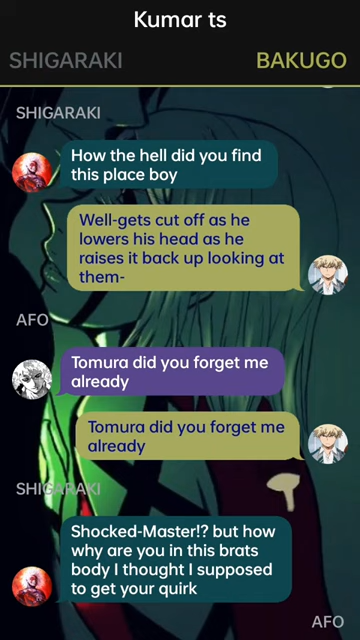 Kumar ts
SHIGARAKI
BAKUGO
SHIGARAKI
How the hell did you find
this place boy
Well-gets cut off as he
lowers his head as he
raises it back up looking at
them-
AFO
Tomura did you forget me
already
Tomura did you forget me
already
SHIGARAKI
Shocked-Master!? but how
why are you in this brats
body I thought I supposed
to get your quirk
AFO